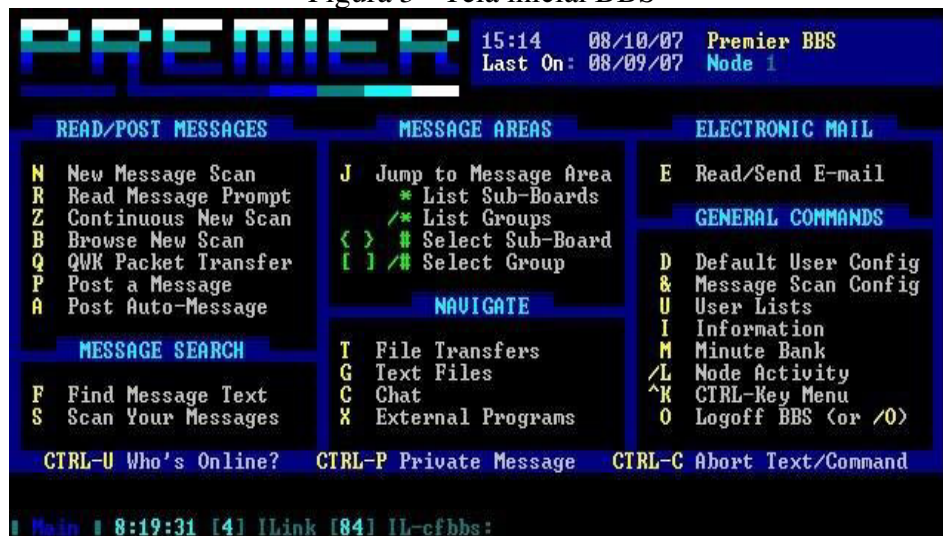 Figura 3 - Tela inicial BBS
PREMIER
15:14 08/10/07 Premier BBS
Last On: 08/09/07 Node 1
READ/POST MESSAGES
N New Message Scan
R Read Message Prompt
Z Continuous New Scan
B Browse New Scan
Q QWK Packet Transfer
P Post a Message
A Post Auto-Message
MESSAGE SEARCH
F Find Message Text
S Scan Your Messages
MESSAGE AREAS
J Jump to Message Area
* List Sub-Boards
/* List Groups
{ } # Select Sub-Board
[ ] /# Select Group
NAVIGATE
T File Transfers
G Text Files
C Chat
X External Programs
ELECTRONIC MAIL
E Read/Send E-mail
GENERAL COMMANDS
D Default User Config
& Message Scan Config
U User Lists
I Information
M Minute Bank
/L Node Activity
^K CTRL-Key Menu
O Logoff BBS (or /O)
CTRL-U Who's Online? CTRL-P Private Message CTRL-C Abort Text/Command
Main 8:19:31 [4] ILink [84] IL-cfbbs: